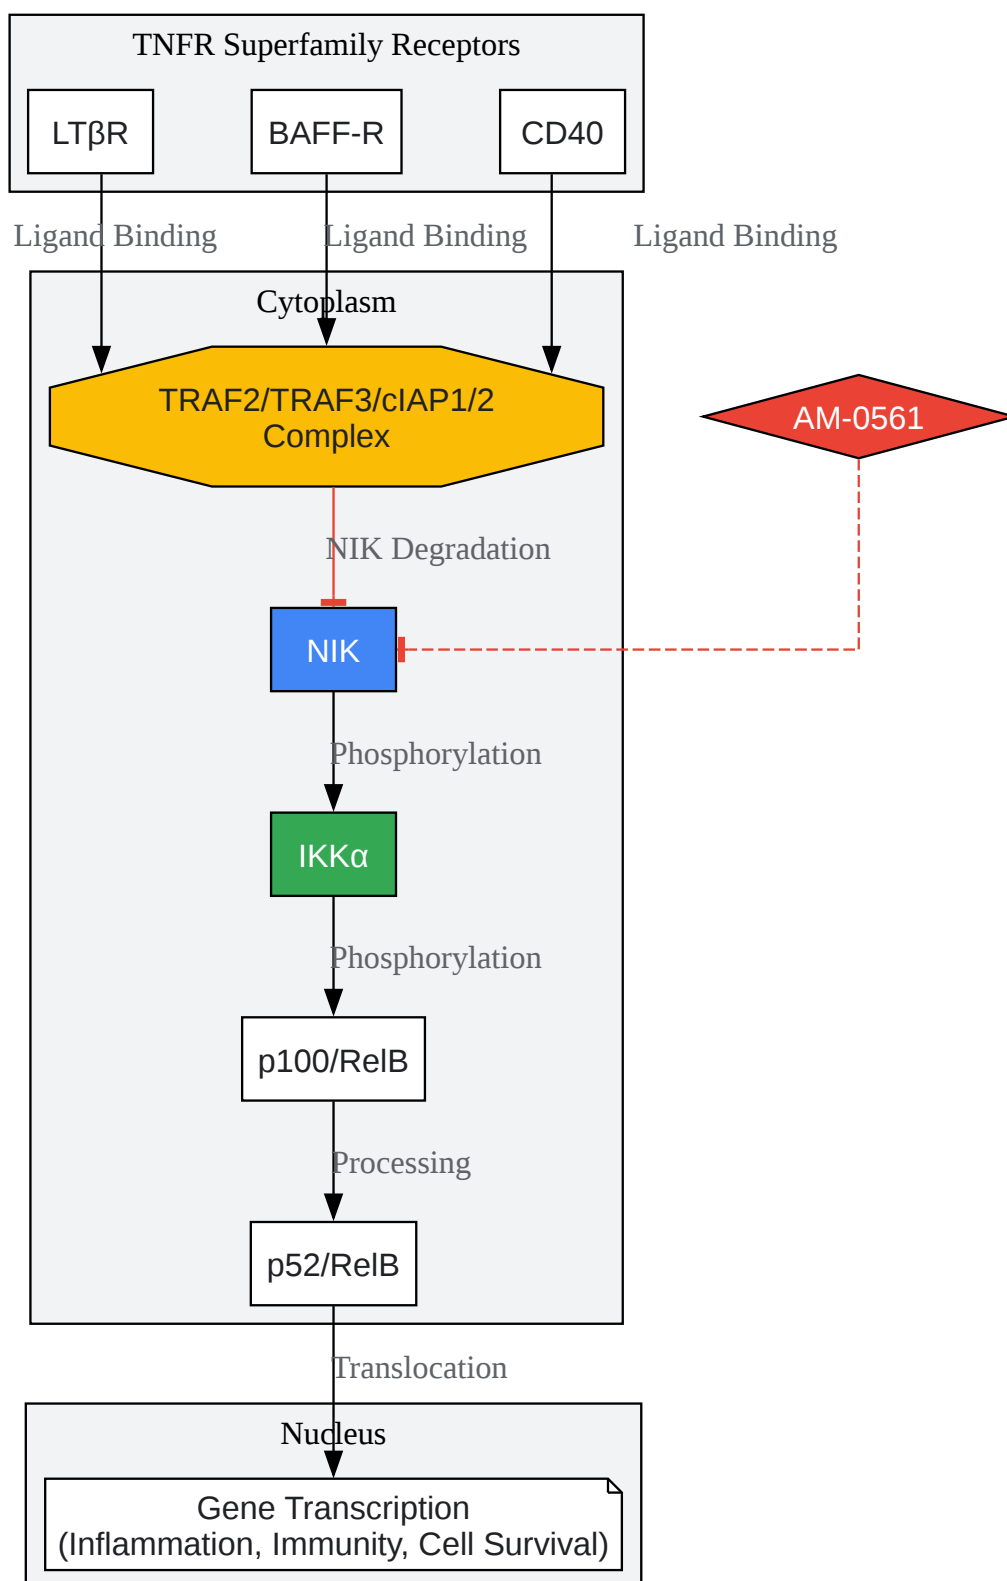 TNFR Superfamily Receptors
LTβR
BAFF-R
CD40
Ligand Binding
Ligand Binding
Ligand Binding
Cytoplasm
TRAF2/TRAF3/cIAP1/2
Complex
AM-0561
NIK Degradation
NIK
Phosphorylation
IKKα
Phosphorylation
p100/RelB
Processing
p52/RelB
Translocation
Nucleus
Gene Transcription
(Inflammation, Immunity, Cell Survival)